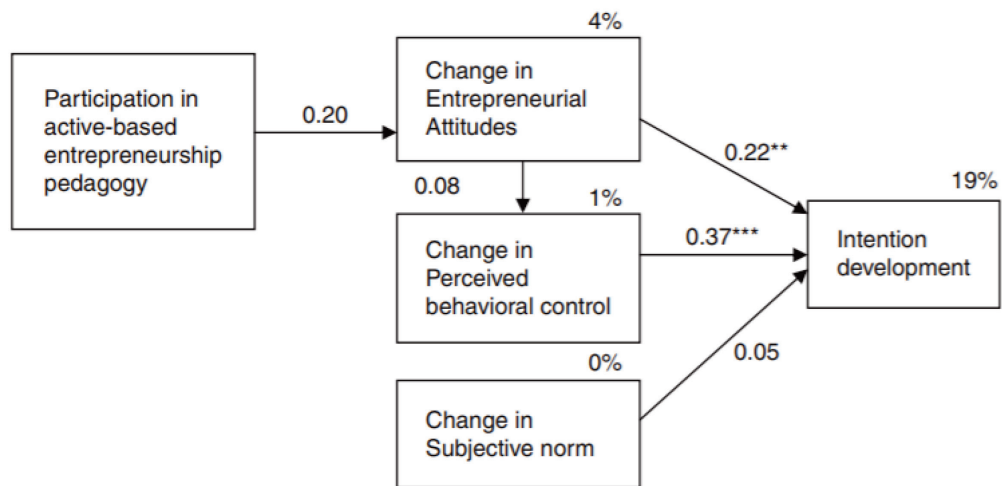 4%
Participation in
active-based
entrepreneurship
pedagogy
0.20
Change in
Entrepreneurial
Attitudes
0.22**
0.08
1%
19%
Change in
Perceived
behavioral control
0.37***
Intention
development
0%
0.05
Change in
Subjective norm